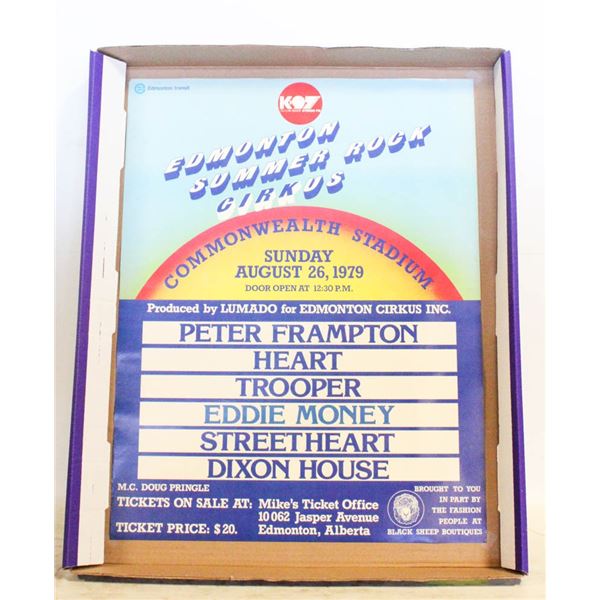 Edmonton transit
K-97
EDMONTON
SUMMER ROCK
CIRKUS
COMMONWEALTH STADIUM
SUNDAY
AUGUST 26, 1979
DOOR OPEN AT 12:30 P.M.
Produced by LUMADO for EDMONTON CIRKUS INC.
PETER FRAMPTON
HEART
TROOPER
EDDIE MONEY
STREETHEART
DIXON HOUSE
M.C. DOUG PRINGLE
TICKETS ON SALE AT: Mike's Ticket Office
10 062 Jasper Avenue
TICKET PRICE: $20. Edmonton, Alberta
BROUGHT TO YOU
IN PART BY
THE FASHION
PEOPLE AT
BLACK SHEEP BOUTIQUES